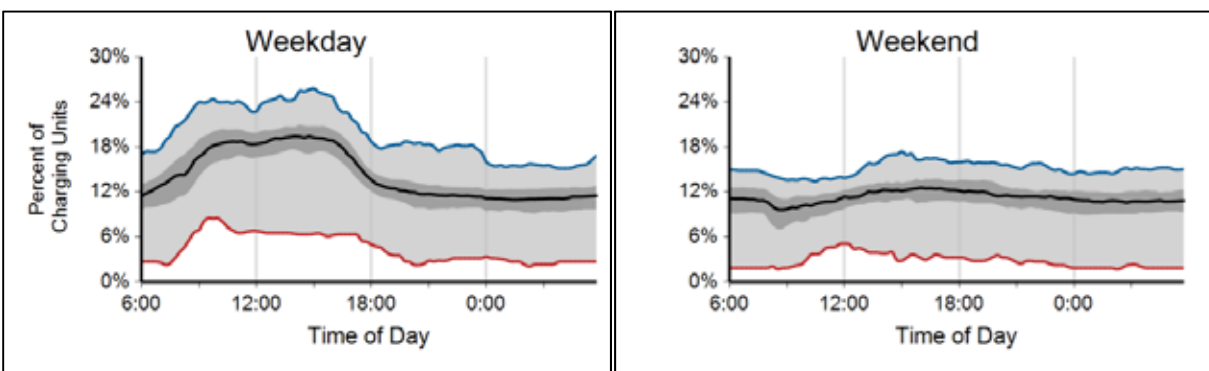 Weekday
30%
24%
18%
12%
6%
0%
Percent of
Charging Units
6:00 12:00 18:00 0:00
Time of Day
Weekend
30%
24%
18%
12%
6%
0%
6:00 12:00 18:00 0:00
Time of Day